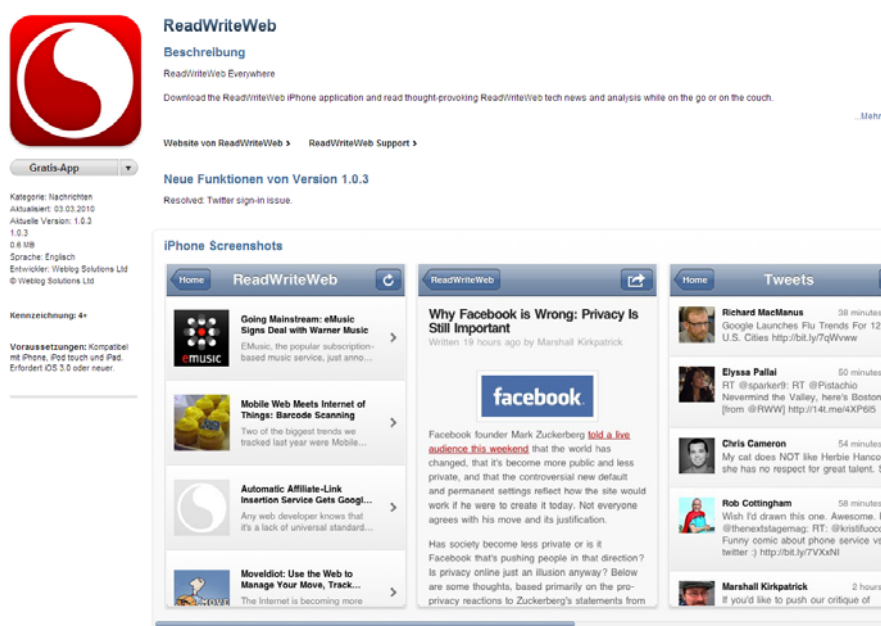 ReadWriteWeb
Beschreibung
ReadWriteWeb Everywhere
Download the ReadWriteWeb iPhone application and read thought-provoking ReadWriteWeb tech news and analysis while on the go or on the couch.
...Mehr
Website von ReadWriteWeb
ReadWriteWeb Support
Gratis-App
Neue Funktionen von Version 1.0.3
Resolved: Twitter sign-in issue.
Kategorie: Nachrichten
Aktualisiert: 03.03.2010
Aktuelle Version: 1.0.3
1.0.3
0.6 MB
Sprache: Englisch
Entwickler: Weblog Solutions Ltd
© Weblog Solutions Ltd
Kennzeichnung: 4+
Voraussetzungen: Kompatibel
mit iPhone, iPod touch und iPad.
Erfordert iOS 3.0 oder neuer.
iPhone Screenshots
Home
ReadWriteWeb
eMUSIC
Going Mainstream: eMusic
Signs Deal with Warner Music
EMusic, the popular subscription-
based music service, just anno...
Mobile Web Meets Internet of
Things: Barcode Scanning
Two of the biggest trends we
tracked last year were Mobile...
Automatic Affiliate-Link
Insertion Service Gets Googl...
Any web developer knows that
it's a lack of universal standard...
MoveIdiot: Use the Web to
Manage Your Move, Track...
The Internet is becoming more
ReadWriteWeb
Why Facebook is Wrong: Privacy Is
Still Important
Written 19 hours ago by Marshall Kirkpatrick
facebook
Facebook founder Mark Zuckerberg told a live
audience this weekend that the world has
changed, that it's become more public and less
private, and that the controversial new default
and permanent settings reflect how the site would
work if he were to create it today. Not everyone
agrees with his move and its justification.
Has society become less private or is it
Facebook that's pushing people in that direction?
Is privacy online just an illusion anyway? Below
are some thoughts, based primarily on the pro-
privacy reactions to Zuckerberg's statements from
Home
Tweets
Richard MacManus 38 minutes
Google Launches Flu Trends For 12
U.S. Cities http://bit.ly/7qWvww
Elyssa Pallai 50 minutes
RT @sparker9: RT @Pistachio
Nevermind the Valley, here's Boston
[from @RWW] http://14t.me/4XP6I5
Chris Cameron 54 minutes
My cat does NOT like Herbie Hanco
she has no respect for great talent.
Rob Cottingham 58 minutes
Wish I'd drawn this one. Awesome.
@thenextstagemag: RT: @kristifuoco
Funny comic about phone service vs
twitter :) http://bit.ly/7VXxNI
Marshall Kirkpatrick 2 hours
If you'd like to push our critique of